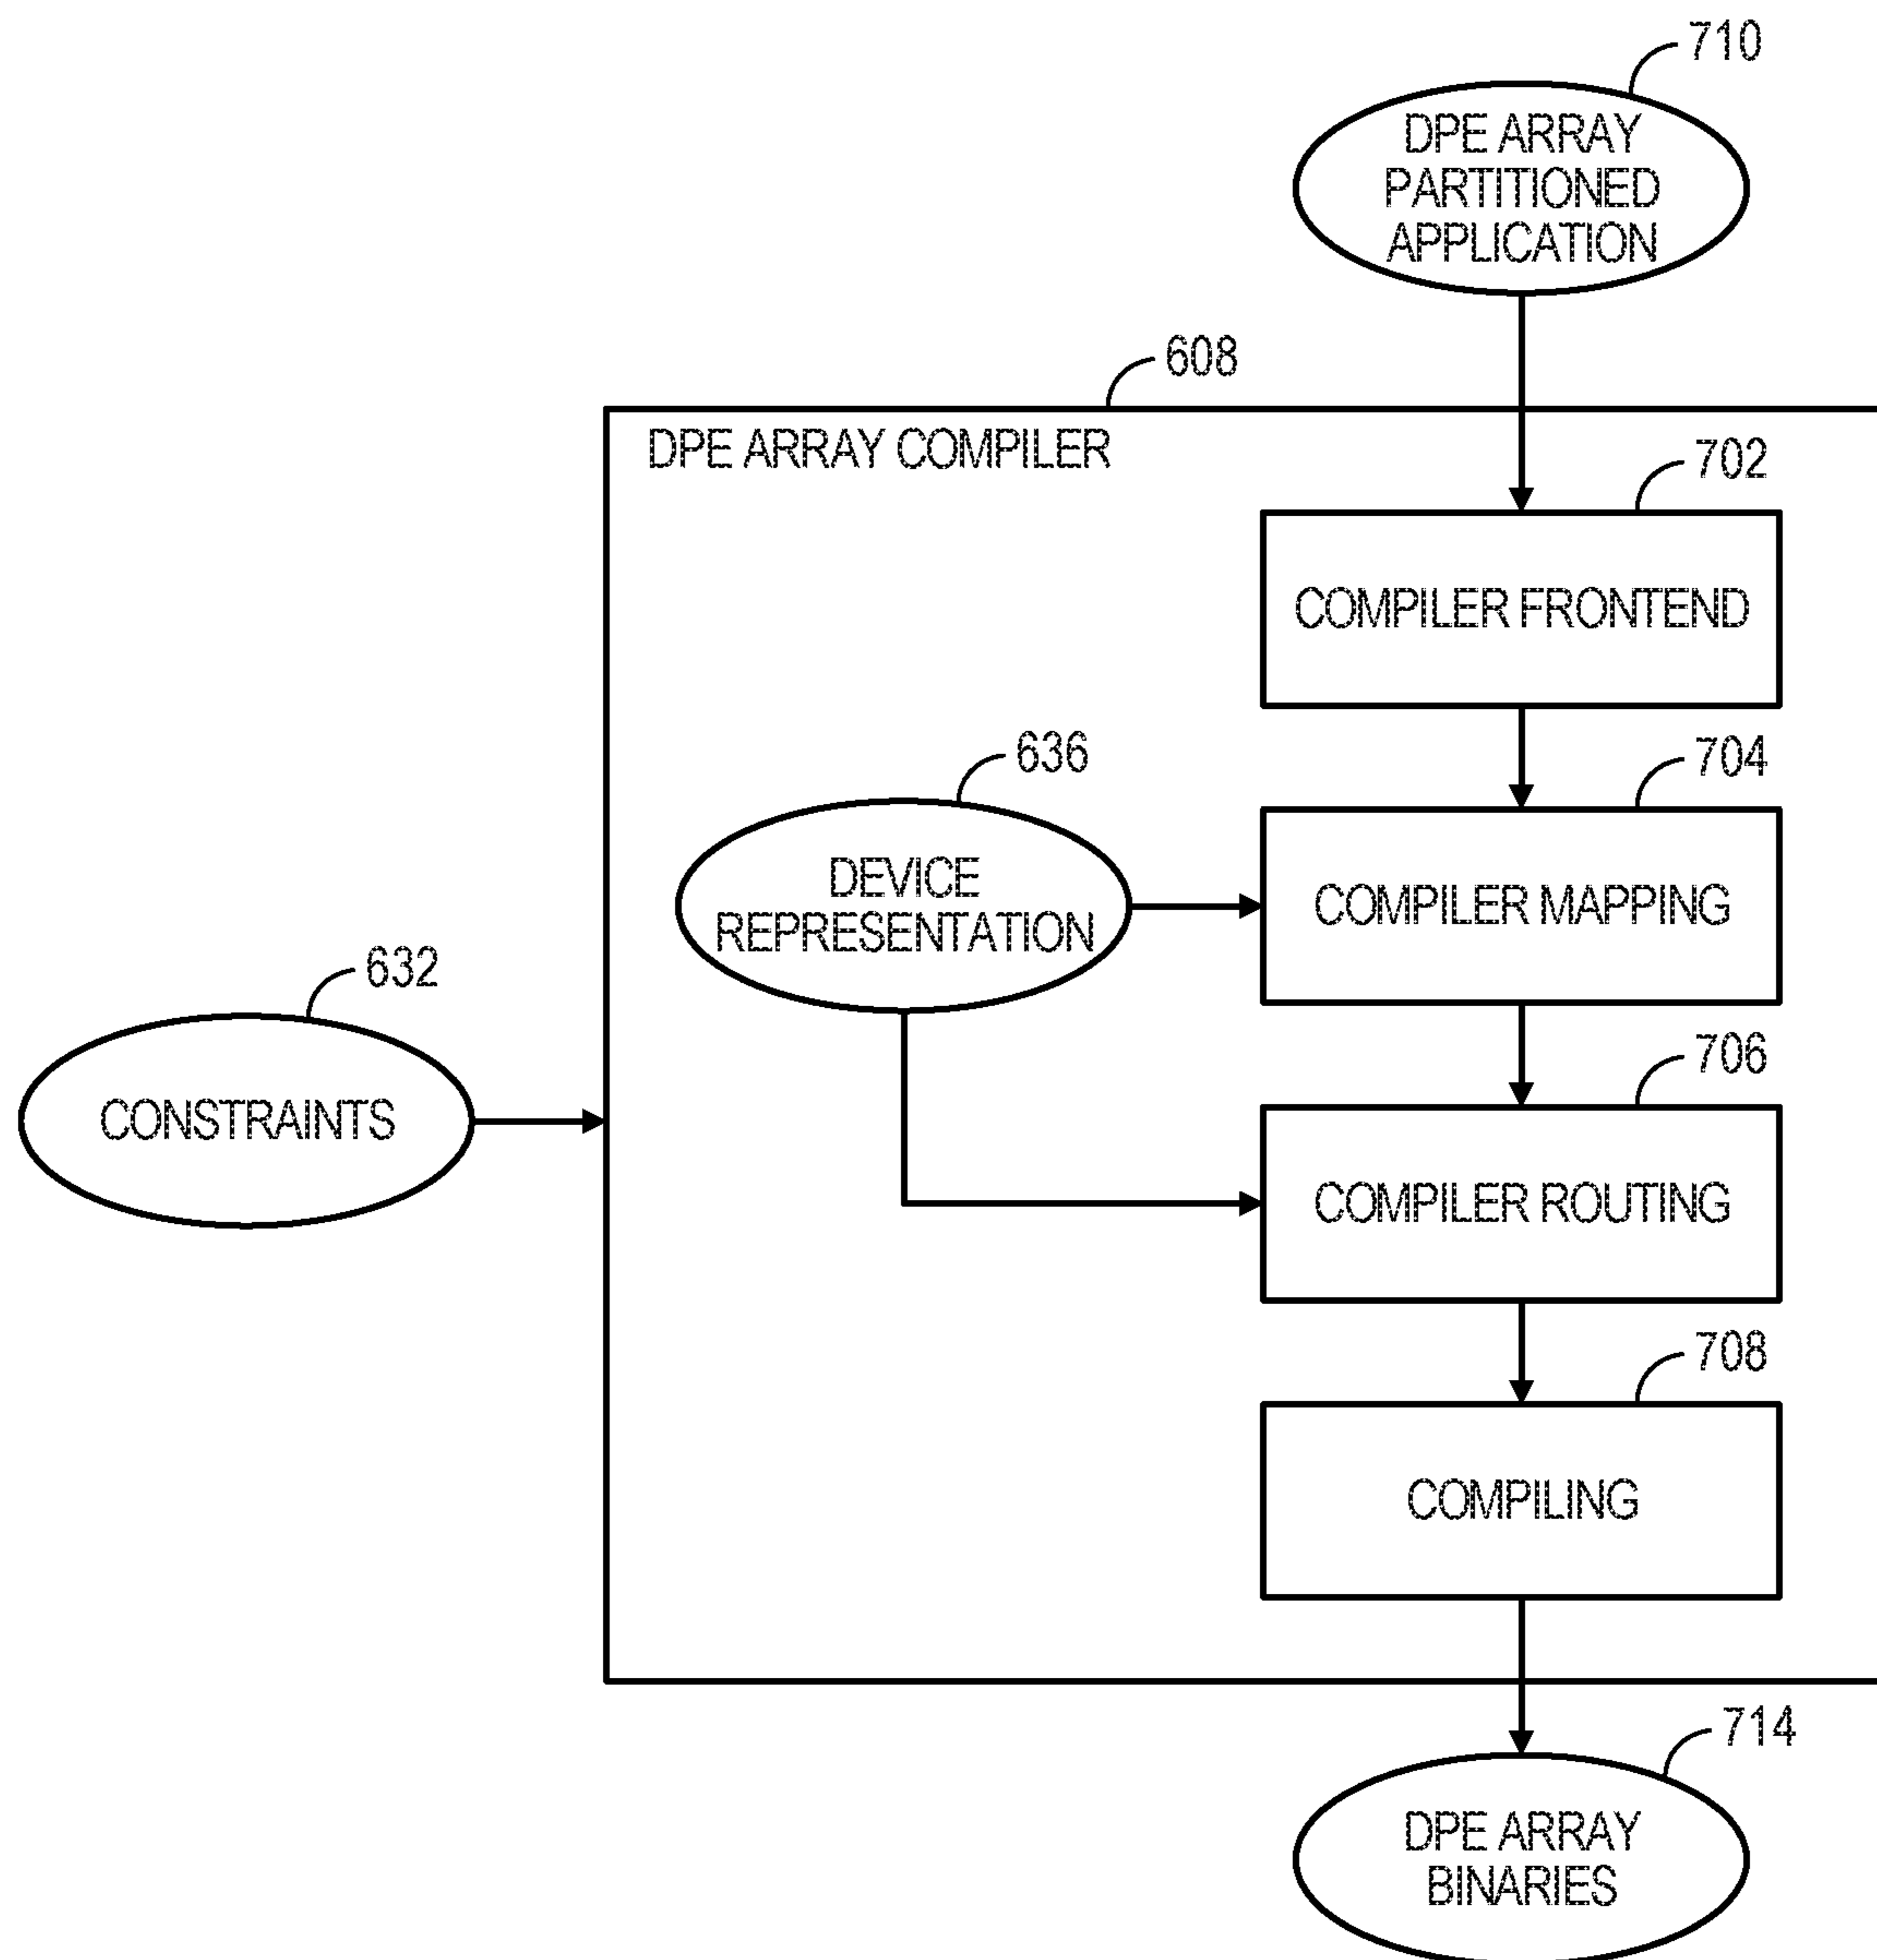 710
DPE ARRAY
PARTITIONED
APPLICATION
608
DPE ARRAY COMPILER
702
COMPILER FRONTEND
704
636
DEVICE
REPRESENTATION
COMPILER MAPPING
632
CONSTRAINTS
706
COMPILER ROUTING
708
COMPILING
714
DPE ARRAY
BINARIES